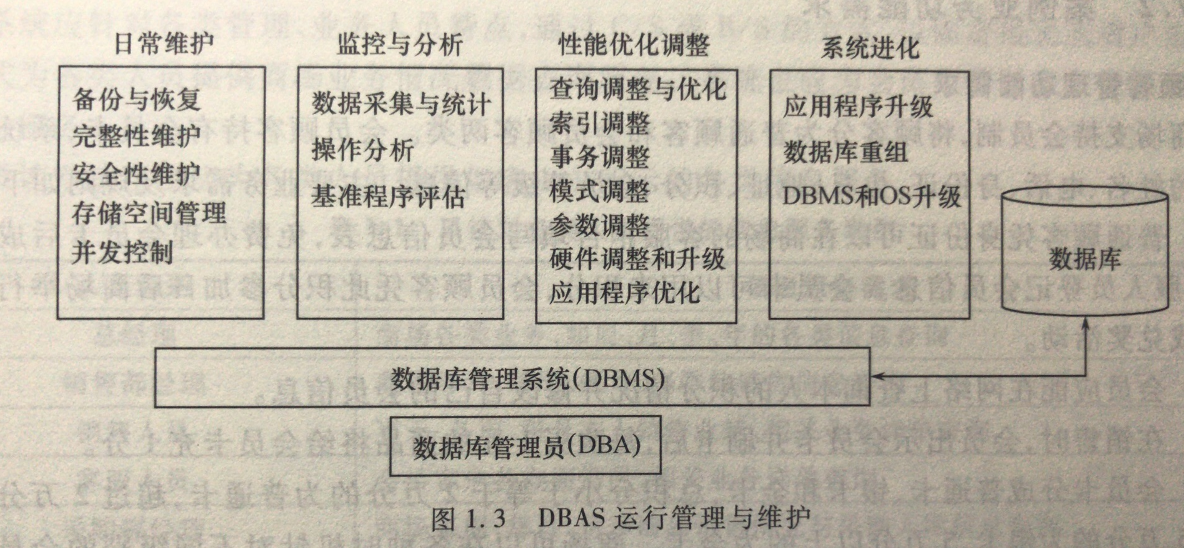 日常维护
备份与恢复
完整性维护
安全性维护
存储空间管理
并发控制
监控与分析
数据采集与统计
操作分析
基准程序评估
性能优化调整
查询调整与优化
索引调整
事务调整
模式调整
参数调整
硬件调整和升级
应用程序优化
系统进化
应用程序升级
数据库重组
DBMS和OS升级
数据库
数据库管理系统(DBMS)
数据库管理员(DBA)
图 1.3 DBAS 运行管理与维护